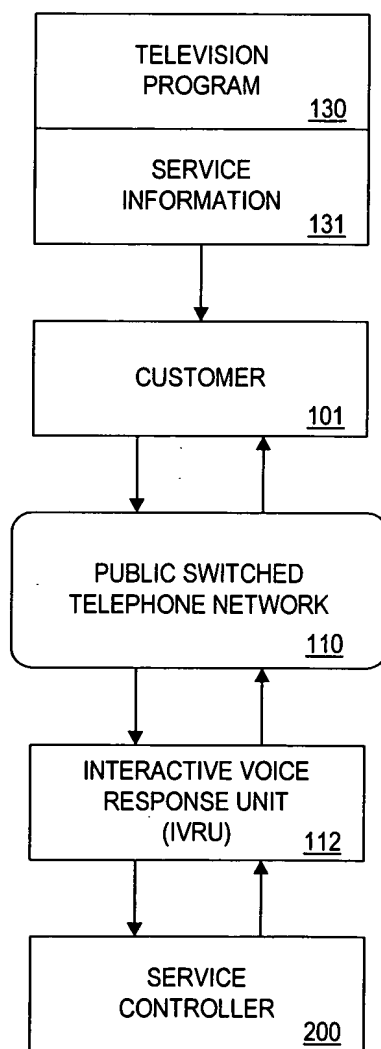 TELEVISION
PROGRAM
130
SERVICE
INFORMATION
131
CUSTOMER
101
PUBLIC SWITCHED
TELEPHONE NETWORK
110
INTERACTIVE VOICE
RESPONSE UNIT
(IVRU)
112
SERVICE
CONTROLLER
200